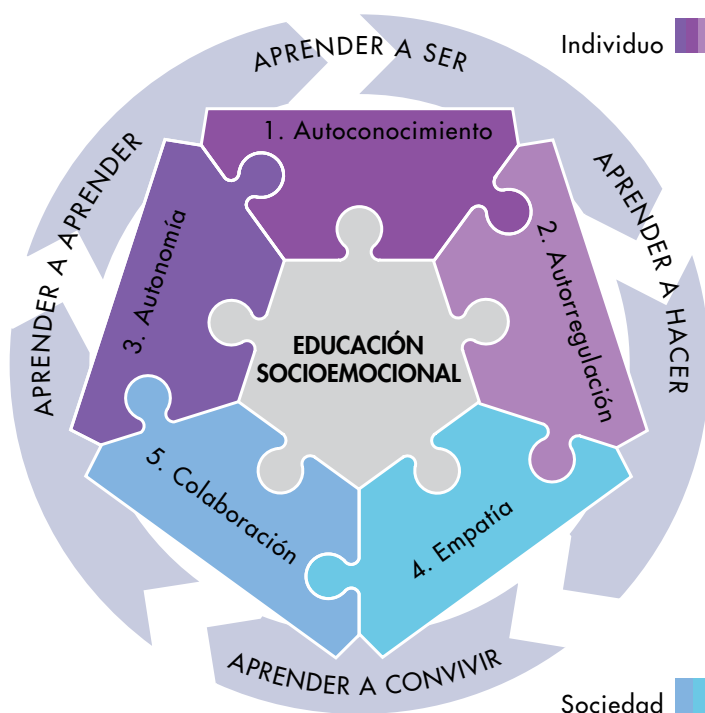 APRENDER A SER
Individuo
1. Autoconocimiento
APRENDER A HACER
2. Autorregulación
APRENDER A APRENDER
3. Autonomía
EDUCACIÓN
SOCIOEMOCIONAL
5. Colaboración
4. Empatía
APRENDER A CONVIVIR
Sociedad